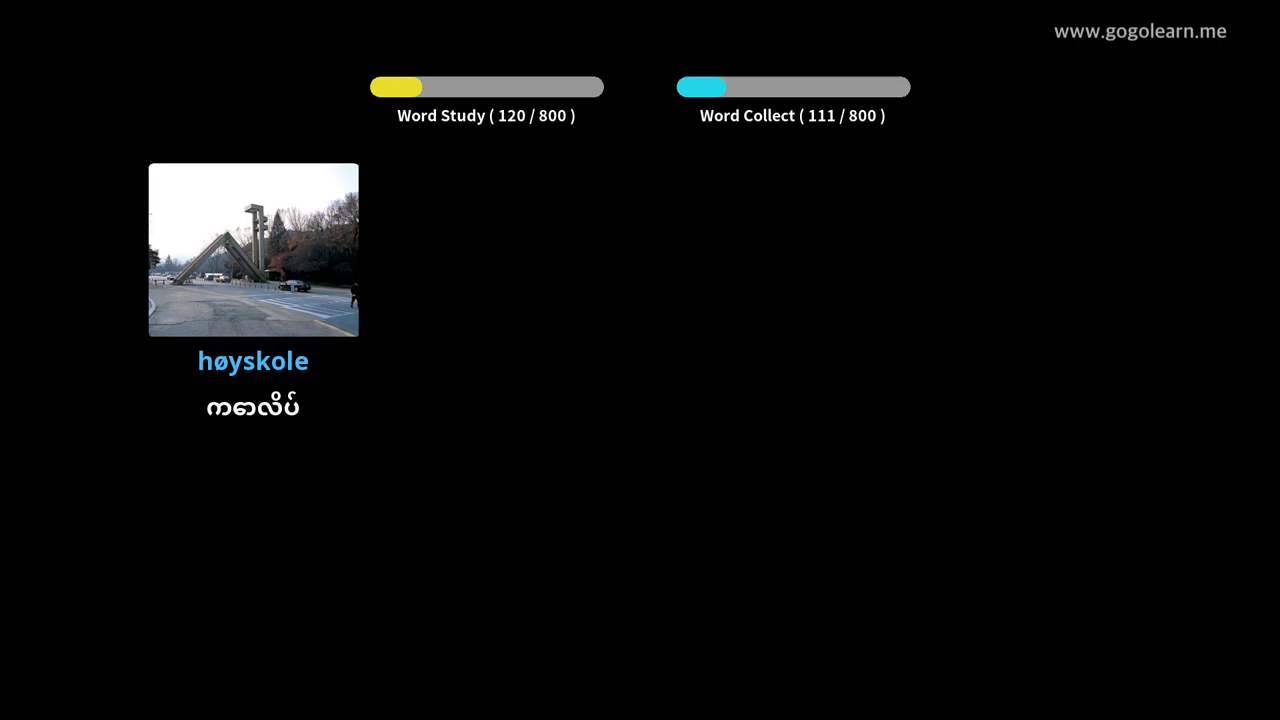 www.gogolearn.me
Word Study ( 120 / 800 )
Word Collect ( 111 / 800 )
høyskole
ကောလိပ်